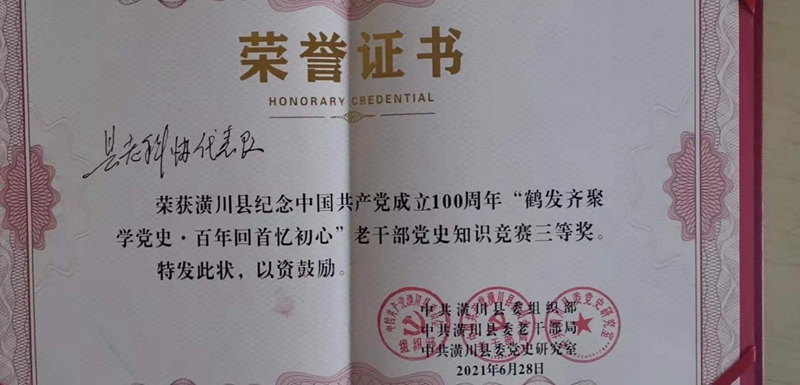 荣誉证书
HONORARY CREDENTIAL
县老科协代表队
荣获潢川县纪念中国共产党成立100周年“鹤发齐聚
学党史·百年回首忆初心”老干部党史知识竞赛三等奖。
特发此状，以资鼓励。
中共潢川县委组织部
中共潢川县委老干部局
中共潢川县委党史研究室
2021年6月28日